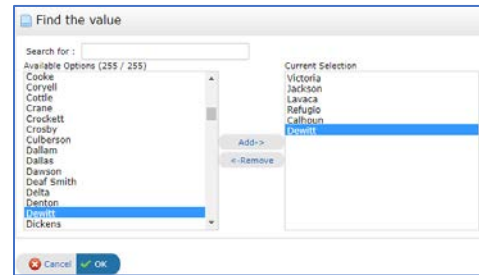 Find the value
Search for :
Available Options (255 / 255)
Cooke
Coryell
Cottle
Crane
Crockett
Crosby
Culberson
Dallam
Dallas
Dawson
Deaf Smith
Delta
Denton
Dewitt
Dickens
Add->
<-Remove
Current Selection
Victoria
Jackson
Lavaca
Refugio
Calhoun
Dewitt
Cancel
OK